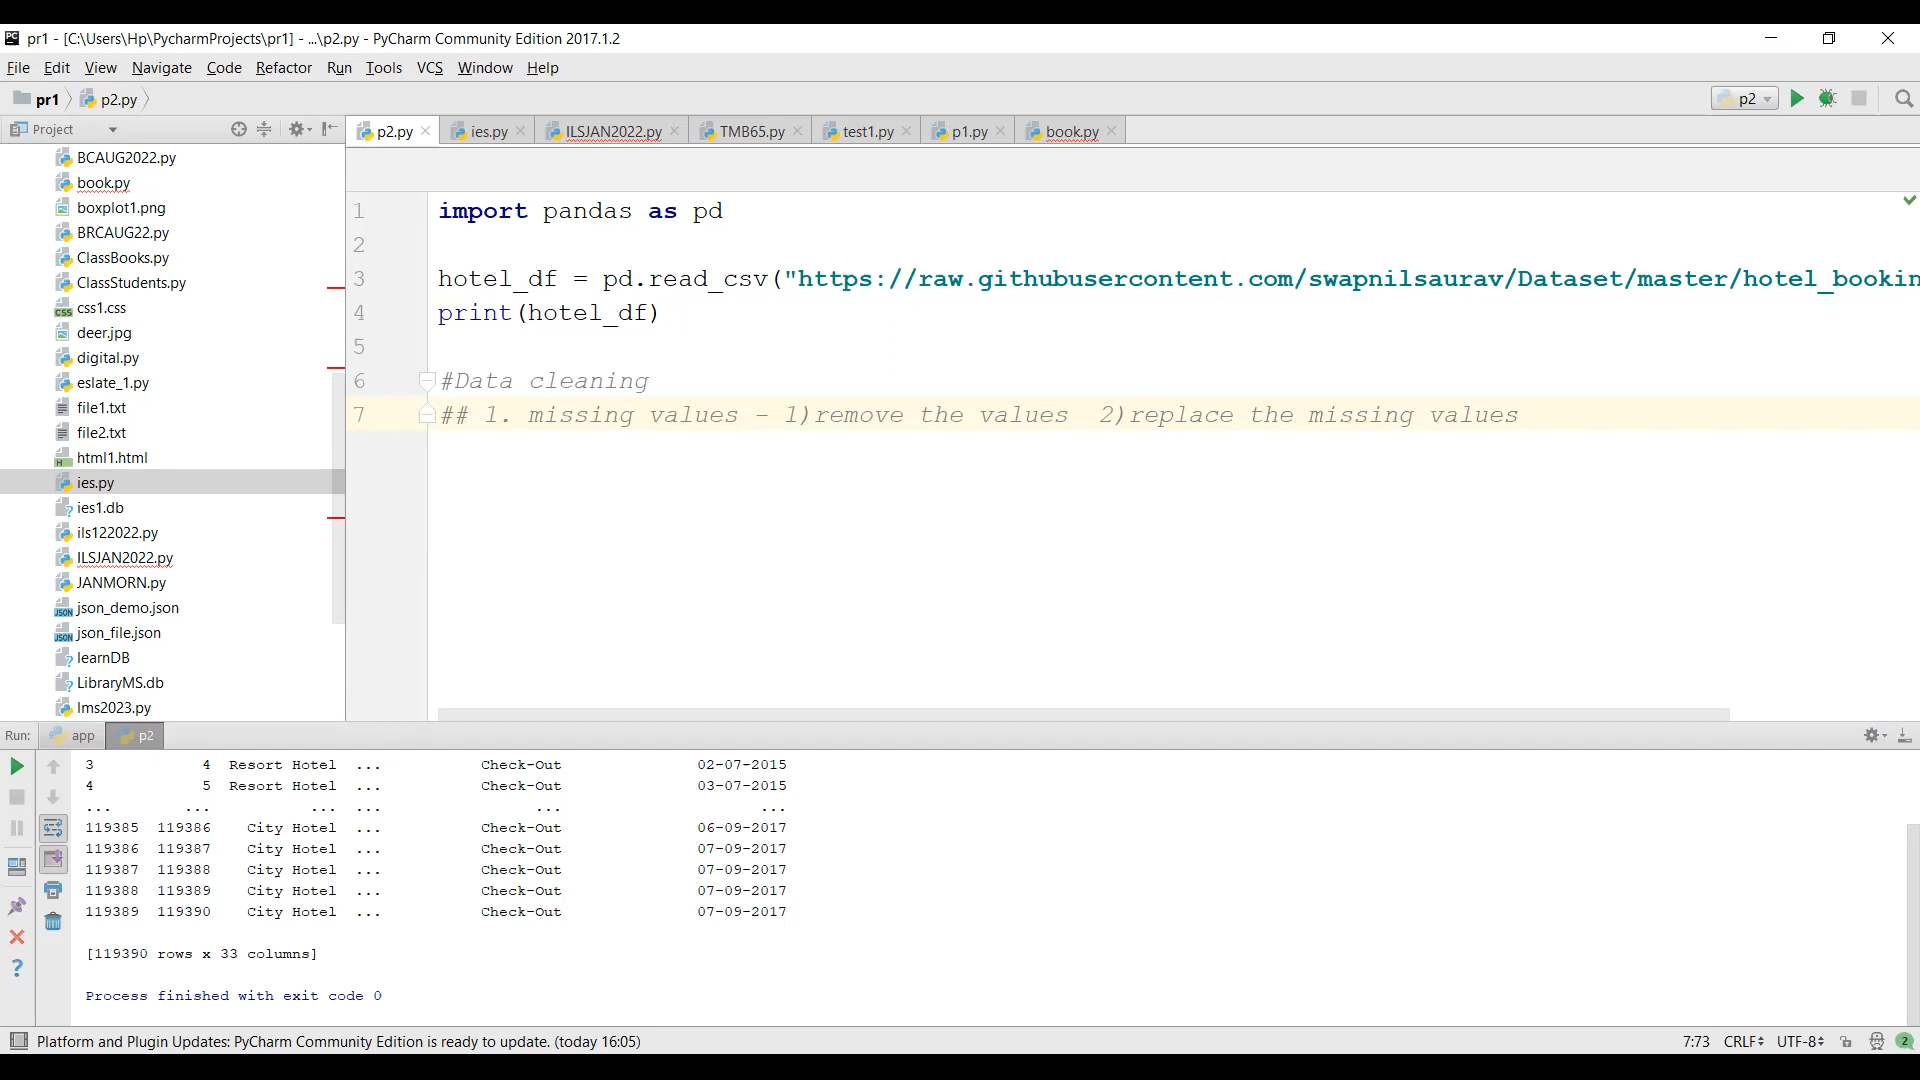 pr1 - [C:\Users\Hp\PycharmProjects\pr1] - ...\p2.py - PyCharm Community Edition 2017.1.2
File Edit View Navigate Code Refactor Run Tools VCS Window Help
pr1 p2.py p2
Project p2.py ies.py ILSJAN2022.py TMB65.py test1.py p1.py book.py
BCAUG2022.py
book.py
boxplot1.png
BRCAUG22.py
ClassBooks.py
ClassStudents.py
css1.css
deer.jpg
digital.py
eslate_1.py
file1.txt
file2.txt
html1.html
ies.py
ies1.db
ils122022.py
ILSJAN2022.py
JANMORN.py
json_demo.json
json_file.json
learnDB
LibraryMS.db
lms2023.py
1 import pandas as pd
2
3 hotel_df = pd.read_csv("https://raw.githubusercontent.com/swapnilsaurav/Dataset/master/hotel_bookin
4 print(hotel_df)
5
6 #Data cleaning
7 ## 1. missing values - 1)remove the values 2)replace the missing values
Run: app p2
3 4 Resort Hotel ... Check-Out 02-07-2015
4 5 Resort Hotel ... Check-Out 03-07-2015
... ... ... ... ... ...
119385 119386 City Hotel ... Check-Out 06-09-2017
119386 119387 City Hotel ... Check-Out 07-09-2017
119387 119388 City Hotel ... Check-Out 07-09-2017
119388 119389 City Hotel ... Check-Out 07-09-2017
119389 119390 City Hotel ... Check-Out 07-09-2017
[119390 rows x 33 columns]
Process finished with exit code 0
Platform and Plugin Updates: PyCharm Community Edition is ready to update. (today 16:05) 7:73 CRLF UTF-8 2